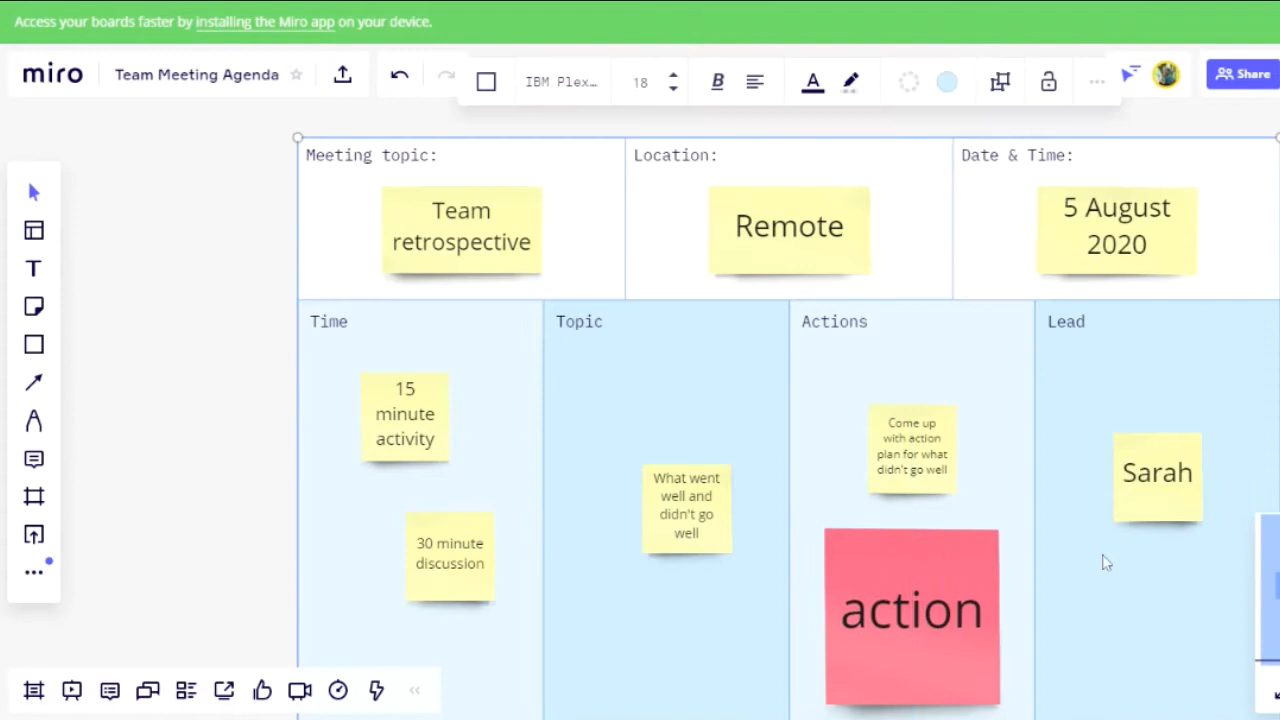 Access your boards faster by installing the Miro app on your device.
miro
Team Meeting Agenda
IBM Plex...
18
B
A
Share
Meeting topic:
Location:
Date & Time:
Team
retrospective
Remote
5 August
2020
Time
Topic
Actions
Lead
15
minute
activity
30 minute
discussion
What went
well and
didn't go
well
Come up
with action
plan for what
didn't go well
action
Sarah